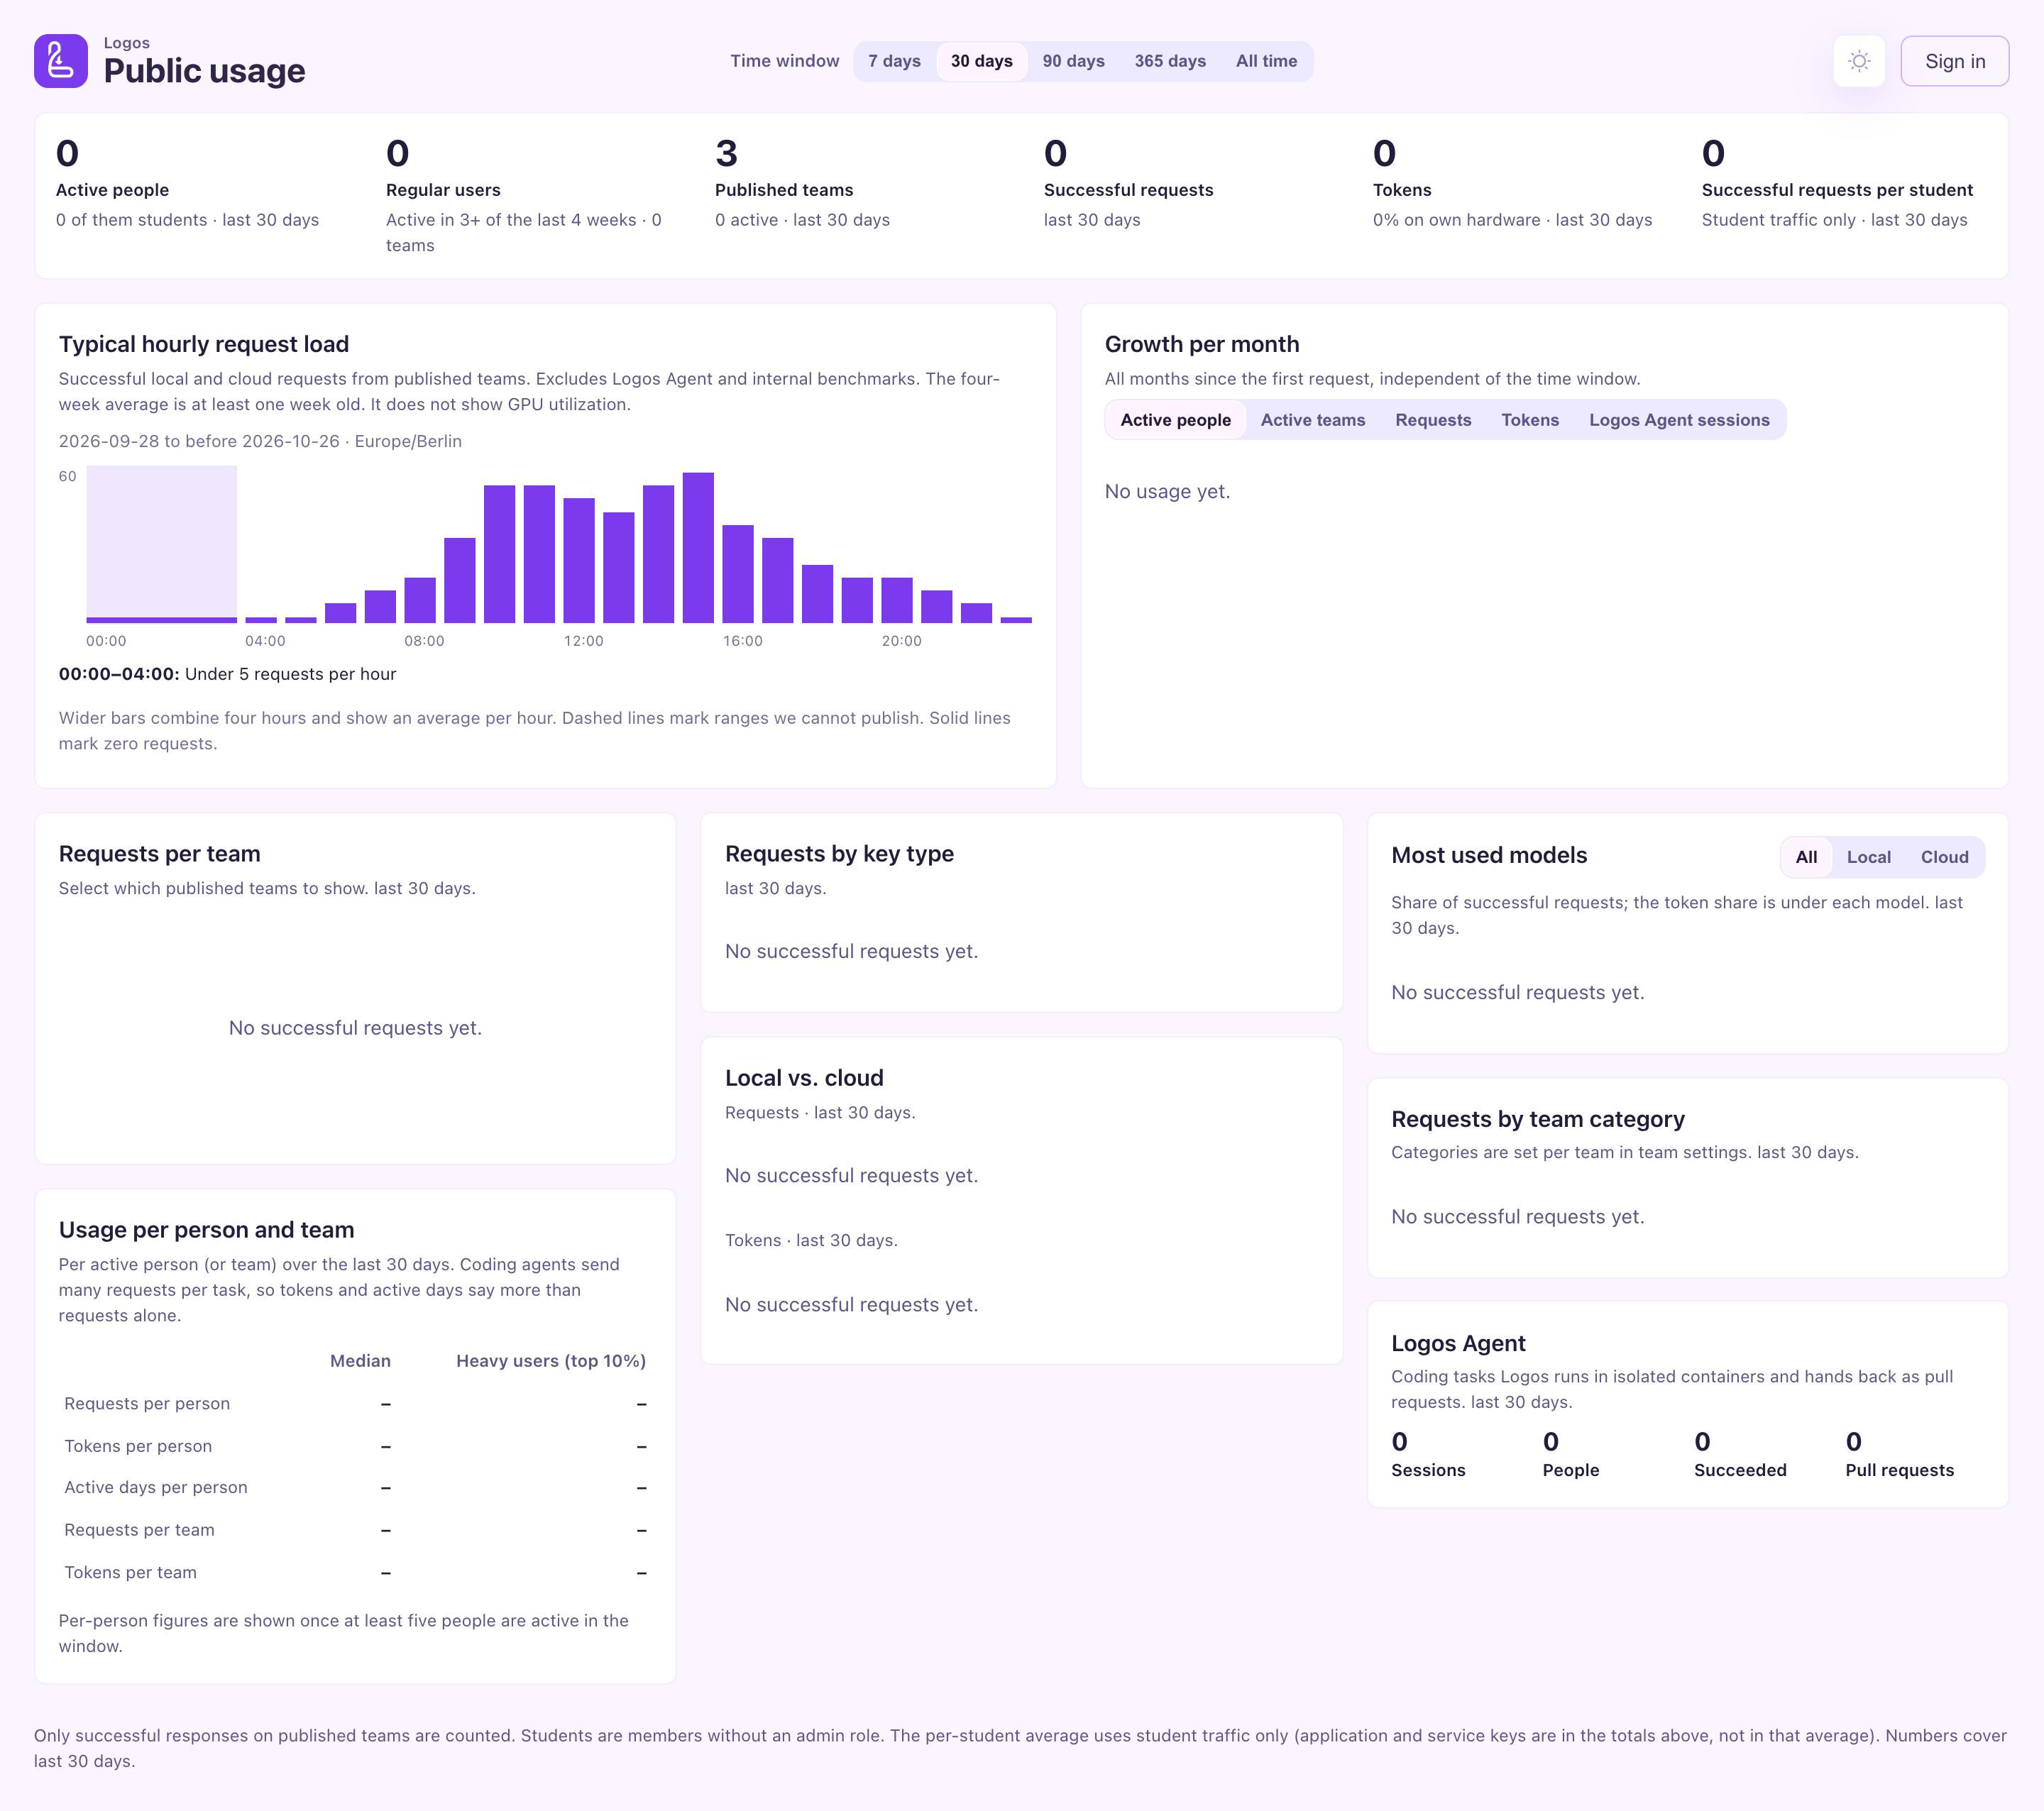 Logos
Public usage
Time window
7 days
30 days
90 days
365 days
All time
Sign in
0
Active people
0 of them students · last 30 days
0
Regular users
Active in 3+ of the last 4 weeks · 0
teams
3
Published teams
0 active · last 30 days
0
Successful requests
last 30 days
0
Tokens
0% on own hardware · last 30 days
0
Successful requests per student
Student traffic only · last 30 days
Typical hourly request load
Successful local and cloud requests from published teams. Excludes Logos Agent and internal benchmarks. The four-
week average is at least one week old. It does not show GPU utilization.
2026-09-28 to before 2026-10-26 · Europe/Berlin
60
00:00
04:00
08:00
12:00
16:00
20:00
00:00–04:00: Under 5 requests per hour
Wider bars combine four hours and show an average per hour. Dashed lines mark ranges we cannot publish. Solid lines
mark zero requests.
Growth per month
All months since the first request, independent of the time window.
Active people
Active teams
Requests
Tokens
Logos Agent sessions
No usage yet.
Requests per team
Select which published teams to show. last 30 days.
No successful requests yet.
Usage per person and team
Per active person (or team) over the last 30 days. Coding agents send
many requests per task, so tokens and active days say more than
requests alone.
Median Heavy users (top 10%)
Requests per person – –
Tokens per person – –
Active days per person – –
Requests per team – –
Tokens per team – –
Per-person figures are shown once at least five people are active in the
window.
Requests by key type
last 30 days.
No successful requests yet.
Local vs. cloud
Requests · last 30 days.
No successful requests yet.
Tokens · last 30 days.
No successful requests yet.
Most used models
All
Local
Cloud
Share of successful requests; the token share is under each model. last
30 days.
No successful requests yet.
Requests by team category
Categories are set per team in team settings. last 30 days.
No successful requests yet.
Logos Agent
Coding tasks Logos runs in isolated containers and hands back as pull
requests. last 30 days.
0
Sessions
0
People
0
Succeeded
0
Pull requests
Only successful responses on published teams are counted. Students are members without an admin role. The per-student average uses student traffic only (application and service keys are in the totals above, not in that average). Numbers cover
last 30 days.